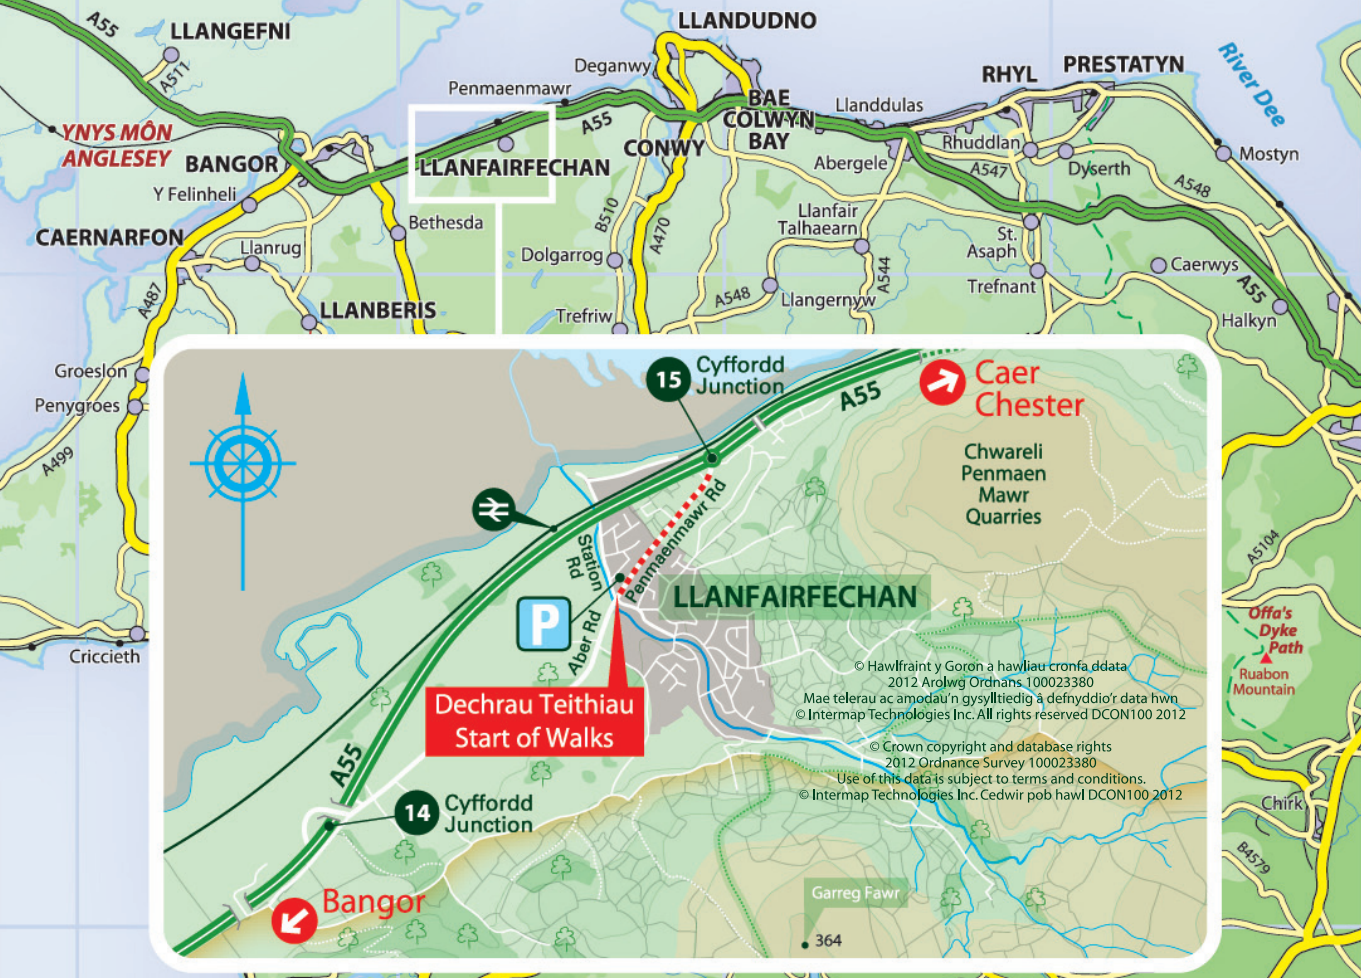 A55
LLANGEFNI
A5111
YNYS MÔN
ANGLESEY
BANGOR
Y Felinheli
CAERNARFON
Llanrug
Bethesda
LLANBERIS
A487
Groeslon
Penygroes
A499
Criccieth
LLANDUDNO
Deganwy
Penmaenmawr
A55
LLANFAIRFECHAN
CONWY
BAE
COLWYN
BAY
B510
A470
Dolgarrog
Trefriw
Llanddulas
Abergele
Llanfair
Talhaearn
A548
Llangernyw
A544
RHYL
PRESTATYN
Rhuddlan
A547
Dyserth
A548
St.
Asaph
Trefnant
River Dee
Mostyn
Caerwys
A55
Halkyn
A5104
Offa's
Dyke
Path
Ruabon
Mountain
Chirk
B4579
15
Cyffordd
Junction
A55
Caer
Chester
Chwareli
Penmaen
Mawr
Quarries
Station
Rd
Penmaenmawr Rd
LLANFAIRFECHAN
P
Aber Rd
Dechrau Teithiau
Start of Walks
© Hawlfraint y Goron a hawliau cronfa ddata
2012 Arolwg Ordnans 100023380
Mae telerau ac amodau'n gysylltiedig â defnyddio'r data hwn
© Intermap Technologies Inc. All rights reserved DCON100 2012
© Crown copyright and database rights
2012 Ordnance Survey 100023380
Use of this data is subject to terms and conditions.
© Intermap Technologies Inc. Cedwir pob hawl DCON100 2012
A55
14
Cyffordd
Junction
Bangor
Garreg Fawr
364